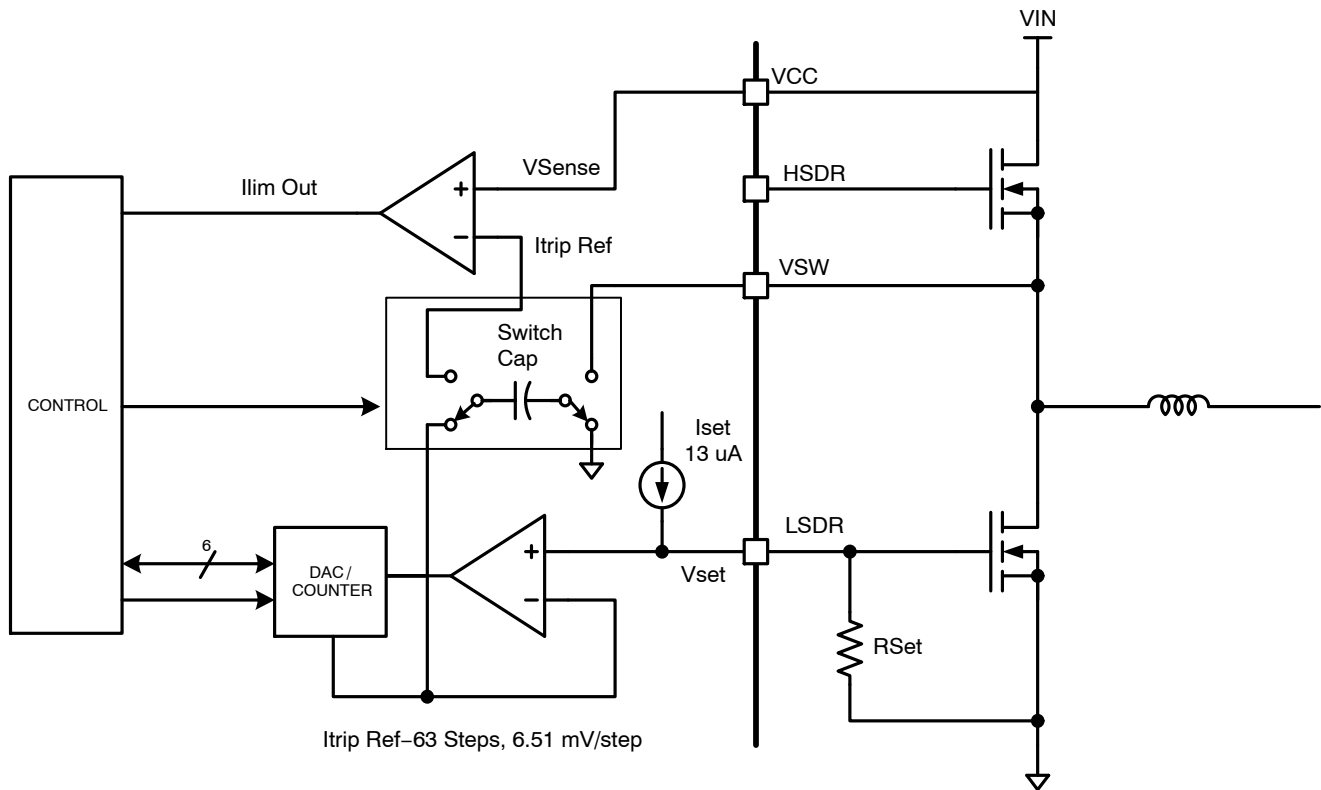 VIN
VCC
VSense
HSDR
Ilim Out
+
−
Itrip Ref
VSW
Switch
Cap
CONTROL
Iset
13 uA
LSDR
6
+
Vset
DAC/
COUNTER
−
RSet
Itrip Ref−63 Steps, 6.51 mV/step